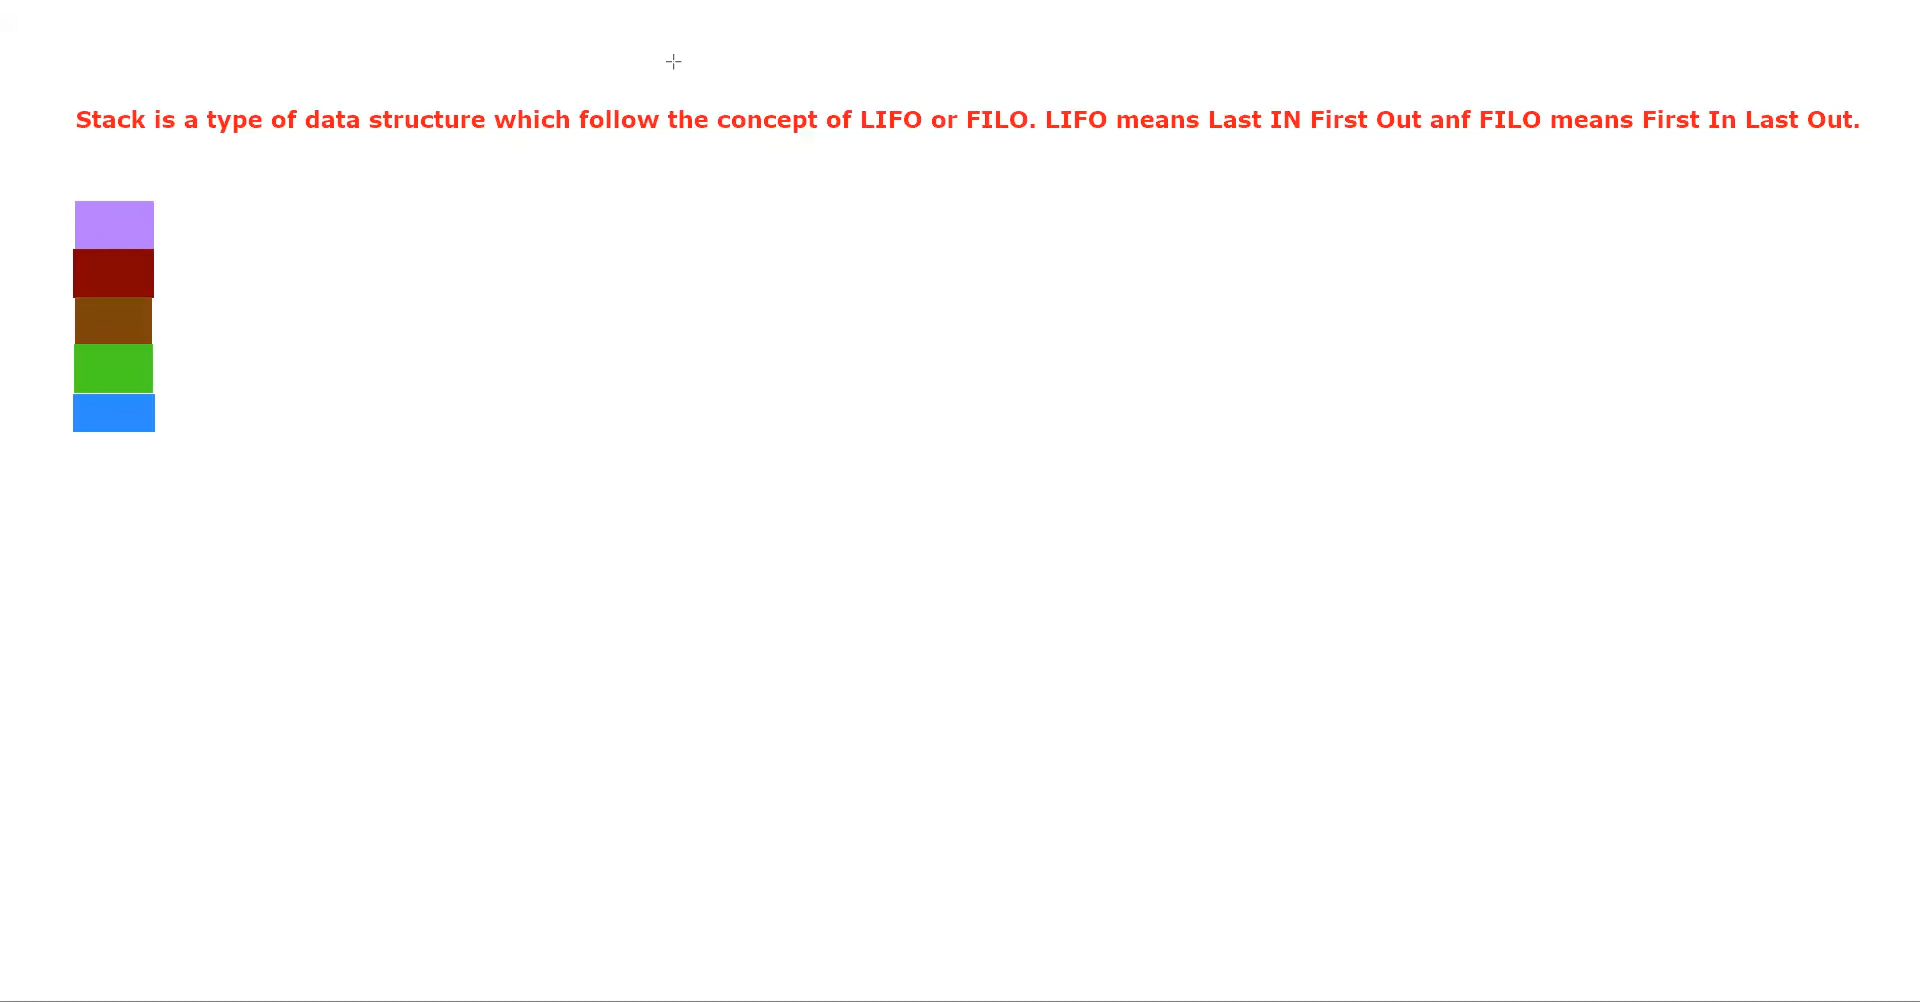 Stack is a type of data structure which follow the concept of LIFO or FILO. LIFO means Last IN First Out anf FILO means First In Last Out.